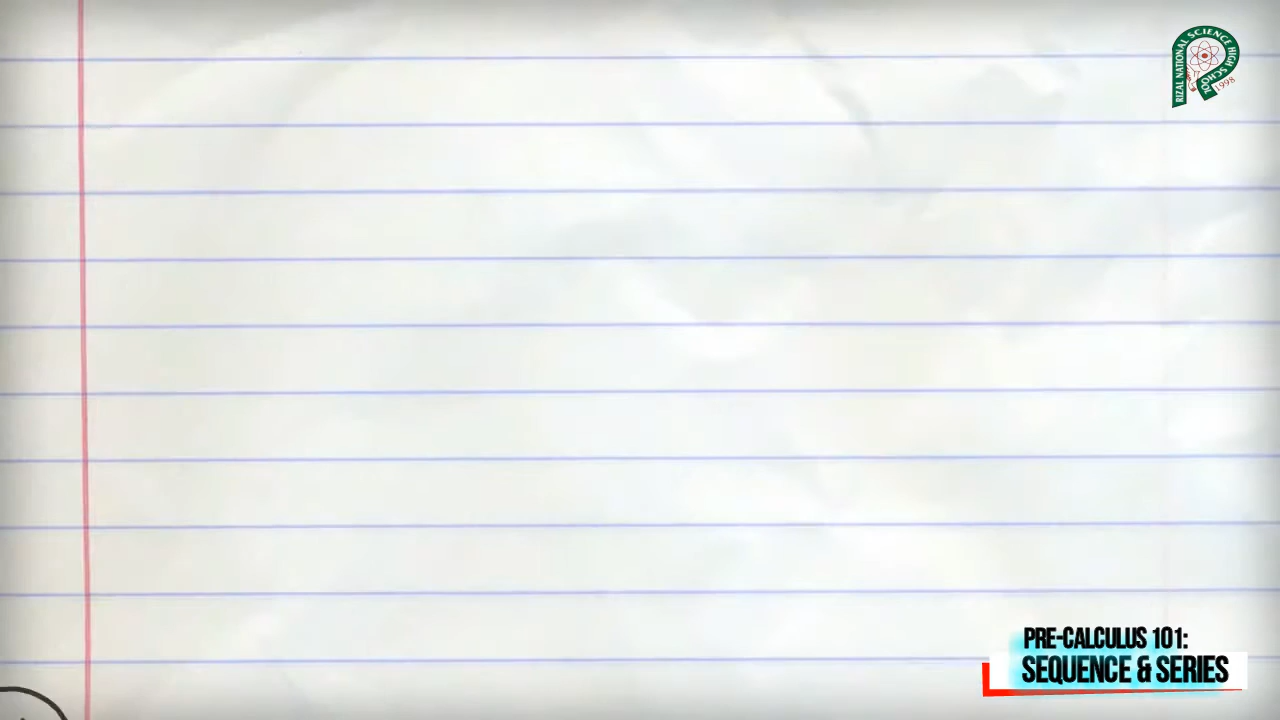 RIZAL NATIONAL SCIENCE HIGH SCHOOL
1998
PRE-CALCULUS 101:
SEQUENCE & SERIES